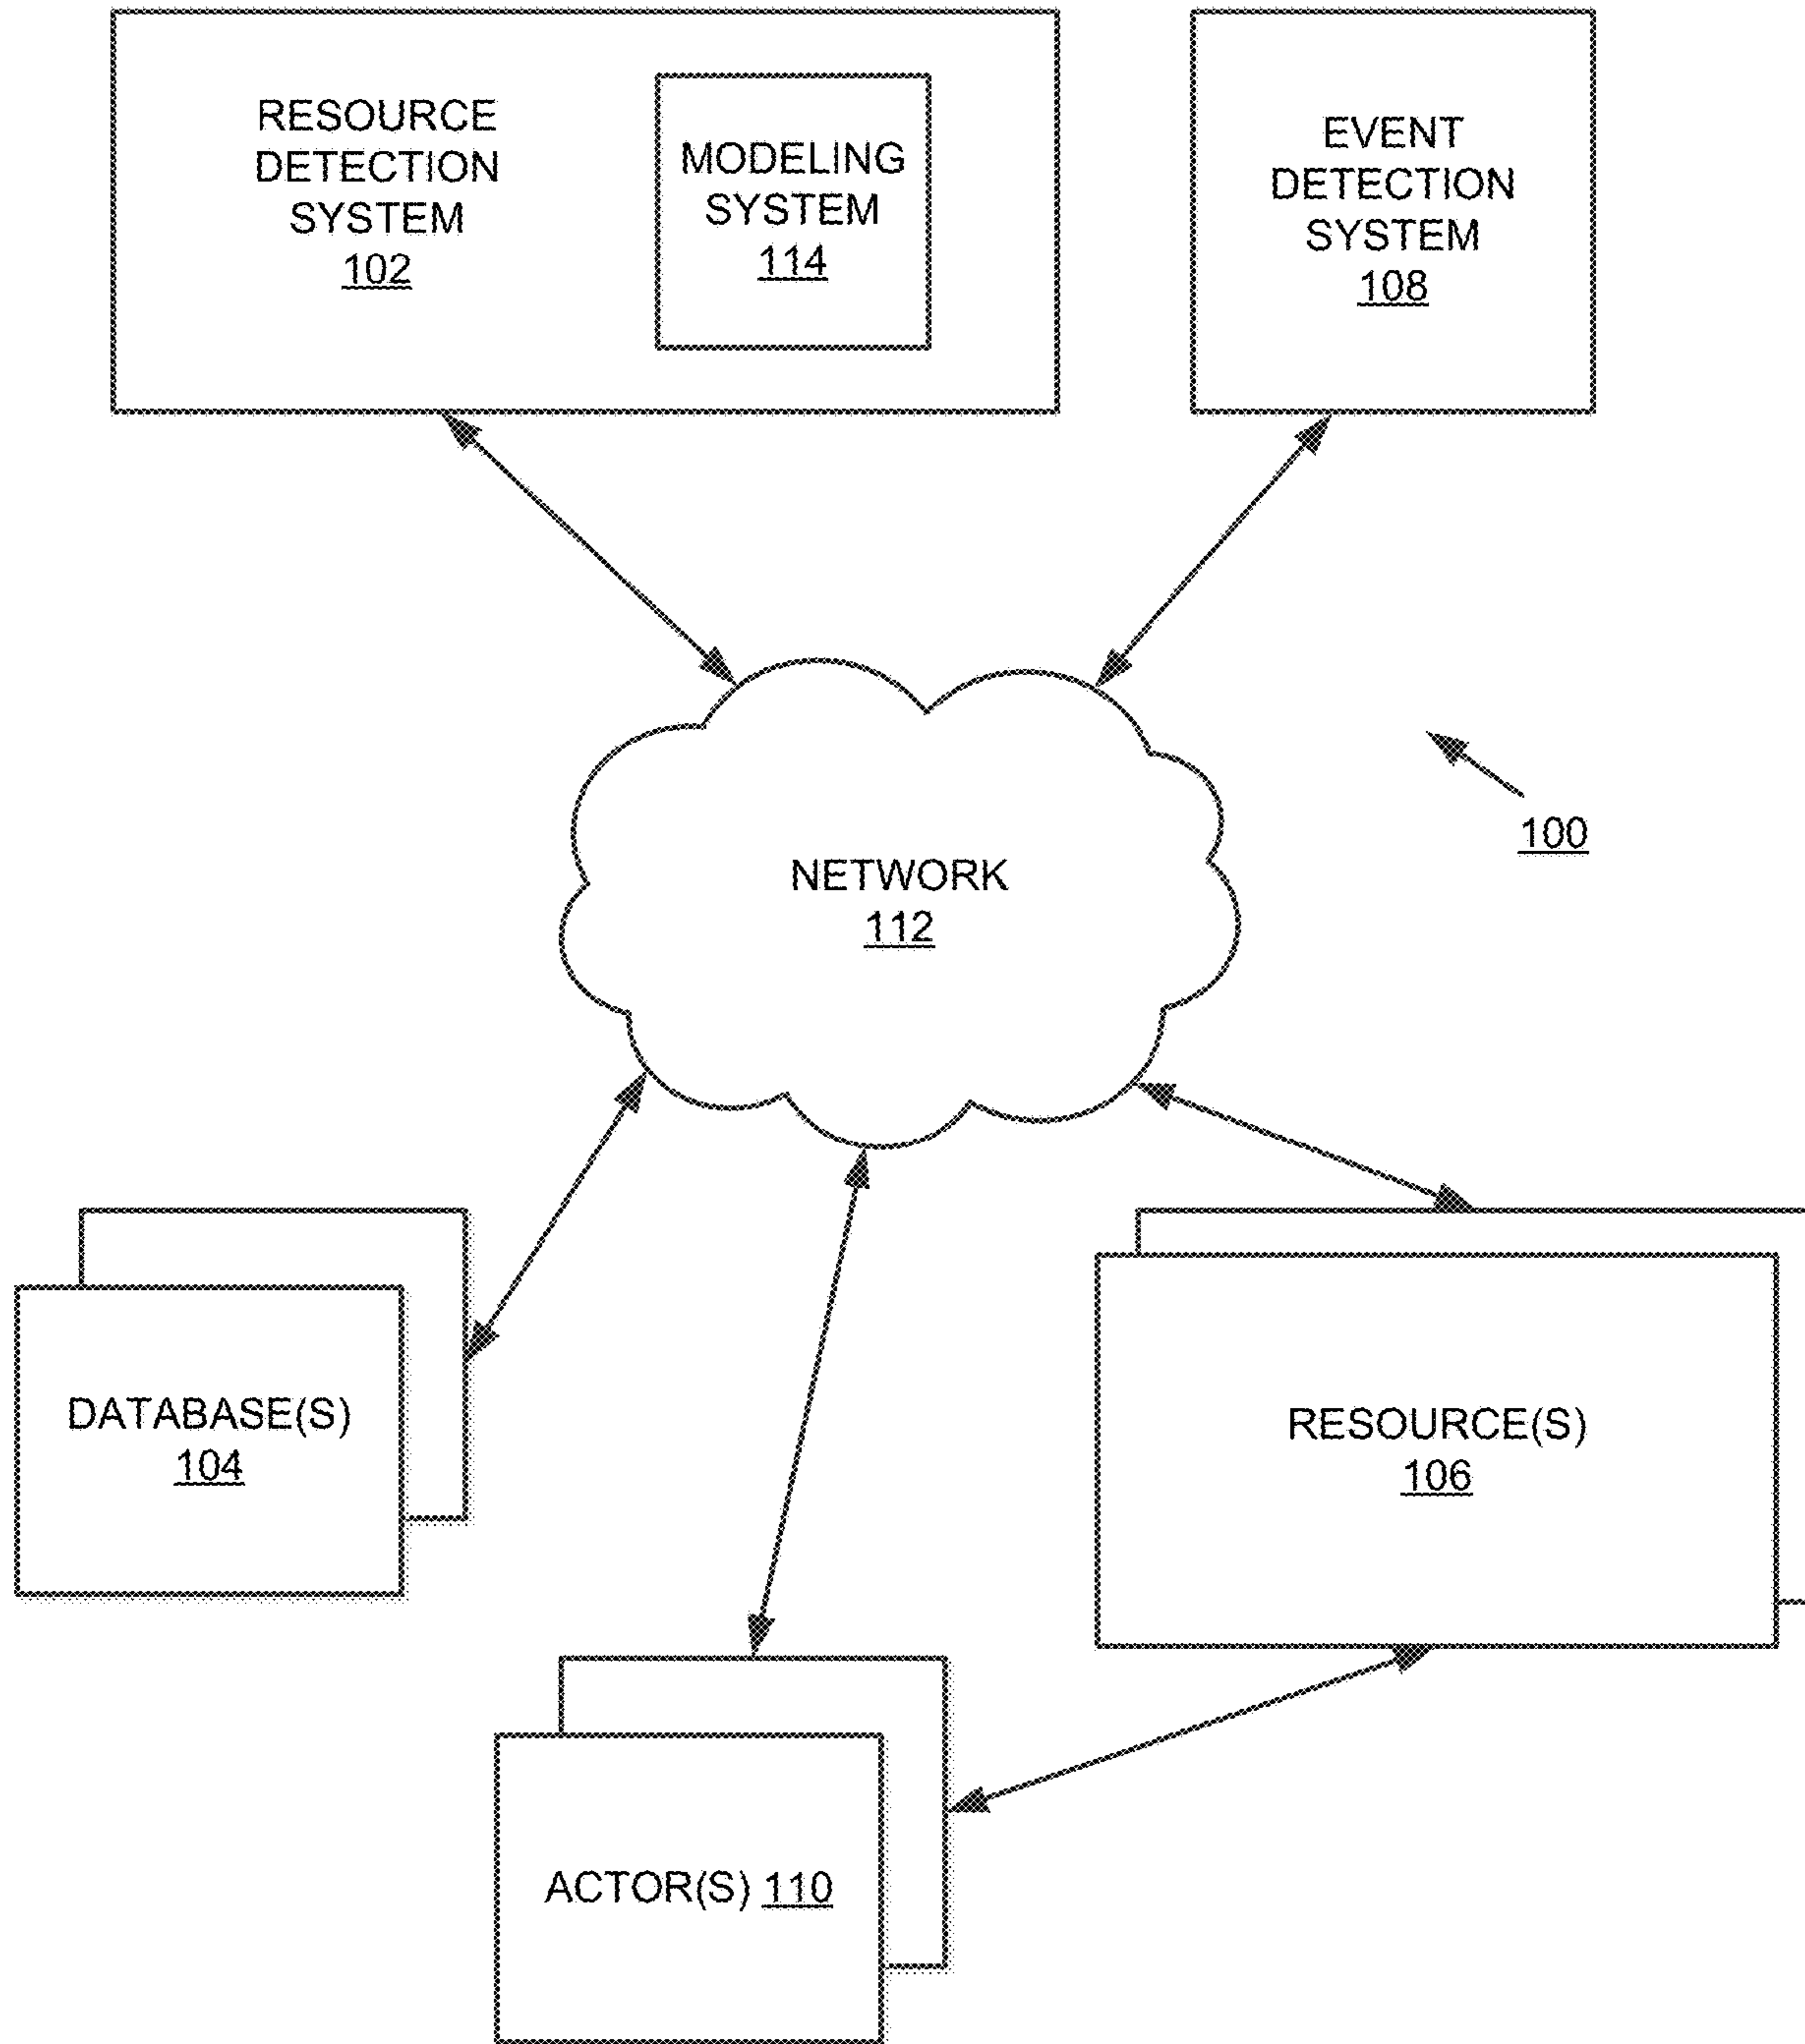 RESOURCE
DETECTION
SYSTEM
102
MODELING
SYSTEM
114
EVENT
DETECTION
SYSTEM
108
100
NETWORK
112
DATABASE(S)
104
RESOURCE(S)
106
ACTOR(S) 110